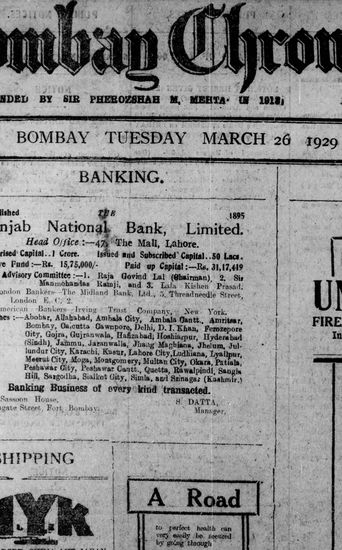 ombay Chron
NDED BY SIR PHEROZSHAH M. MEHTA IN 1913.
BOMBAY TUESDAY MARCH 26 1929
BANKING.
lished THE 1895
njab National Bank, Limited.
Head Office :—47, The Mall, Lahore.
rised Capital..1 Crore. Issued and Subscribed Capital..50 Lacs.
ve Fund :—Rs. 15,75,000/- Paid up Capital :—Rs. 31,17,419
Advisory Committee :—1. Raja Govind Lal (Chairman) 2. Sir
Manmohandas Ramji, and 3. Lala Kishen Prasad.
ondon Bankers—The Midland Bank, Ltd., 5, Threadneedle Street,
London E. C. 2.
merican Bankers—Irving Trust Company, New York.
hes :—Abohar, Allahabad, Ambala City, Ambala Cantt., Amritsar,
Bombay, Calcutta, Cawnpore, Delhi, D. I. Khan, Ferozepore
City, Gojra, Gujranwala, Hafizabad, Hoshiarpur, Hyderabad
(Sindh), Jammu, Jaranwala, Jhang Maghiana, Jhelum, Jul-
lundur City, Karachi, Kasur, Lahore City, Ludhiana, Lyallpur,
Meerut City, Moga, Montgomery, Multan City, Okara, Patiala,
Peshawar City, Peshawar Cantt., Quetta, Rawalpindi, Sangla
Hill, Sargodha, Sialkot City, Simla, and Srinagar (Kashmir.)
Banking Business of every kind transacted.
Sassoon House, S. DATTA,
gate Street Fort, Bombay. Manager.
UN
FIRE
In
SHIPPING
NYK
A Road
to perfect health can
very easily be secured
by going through